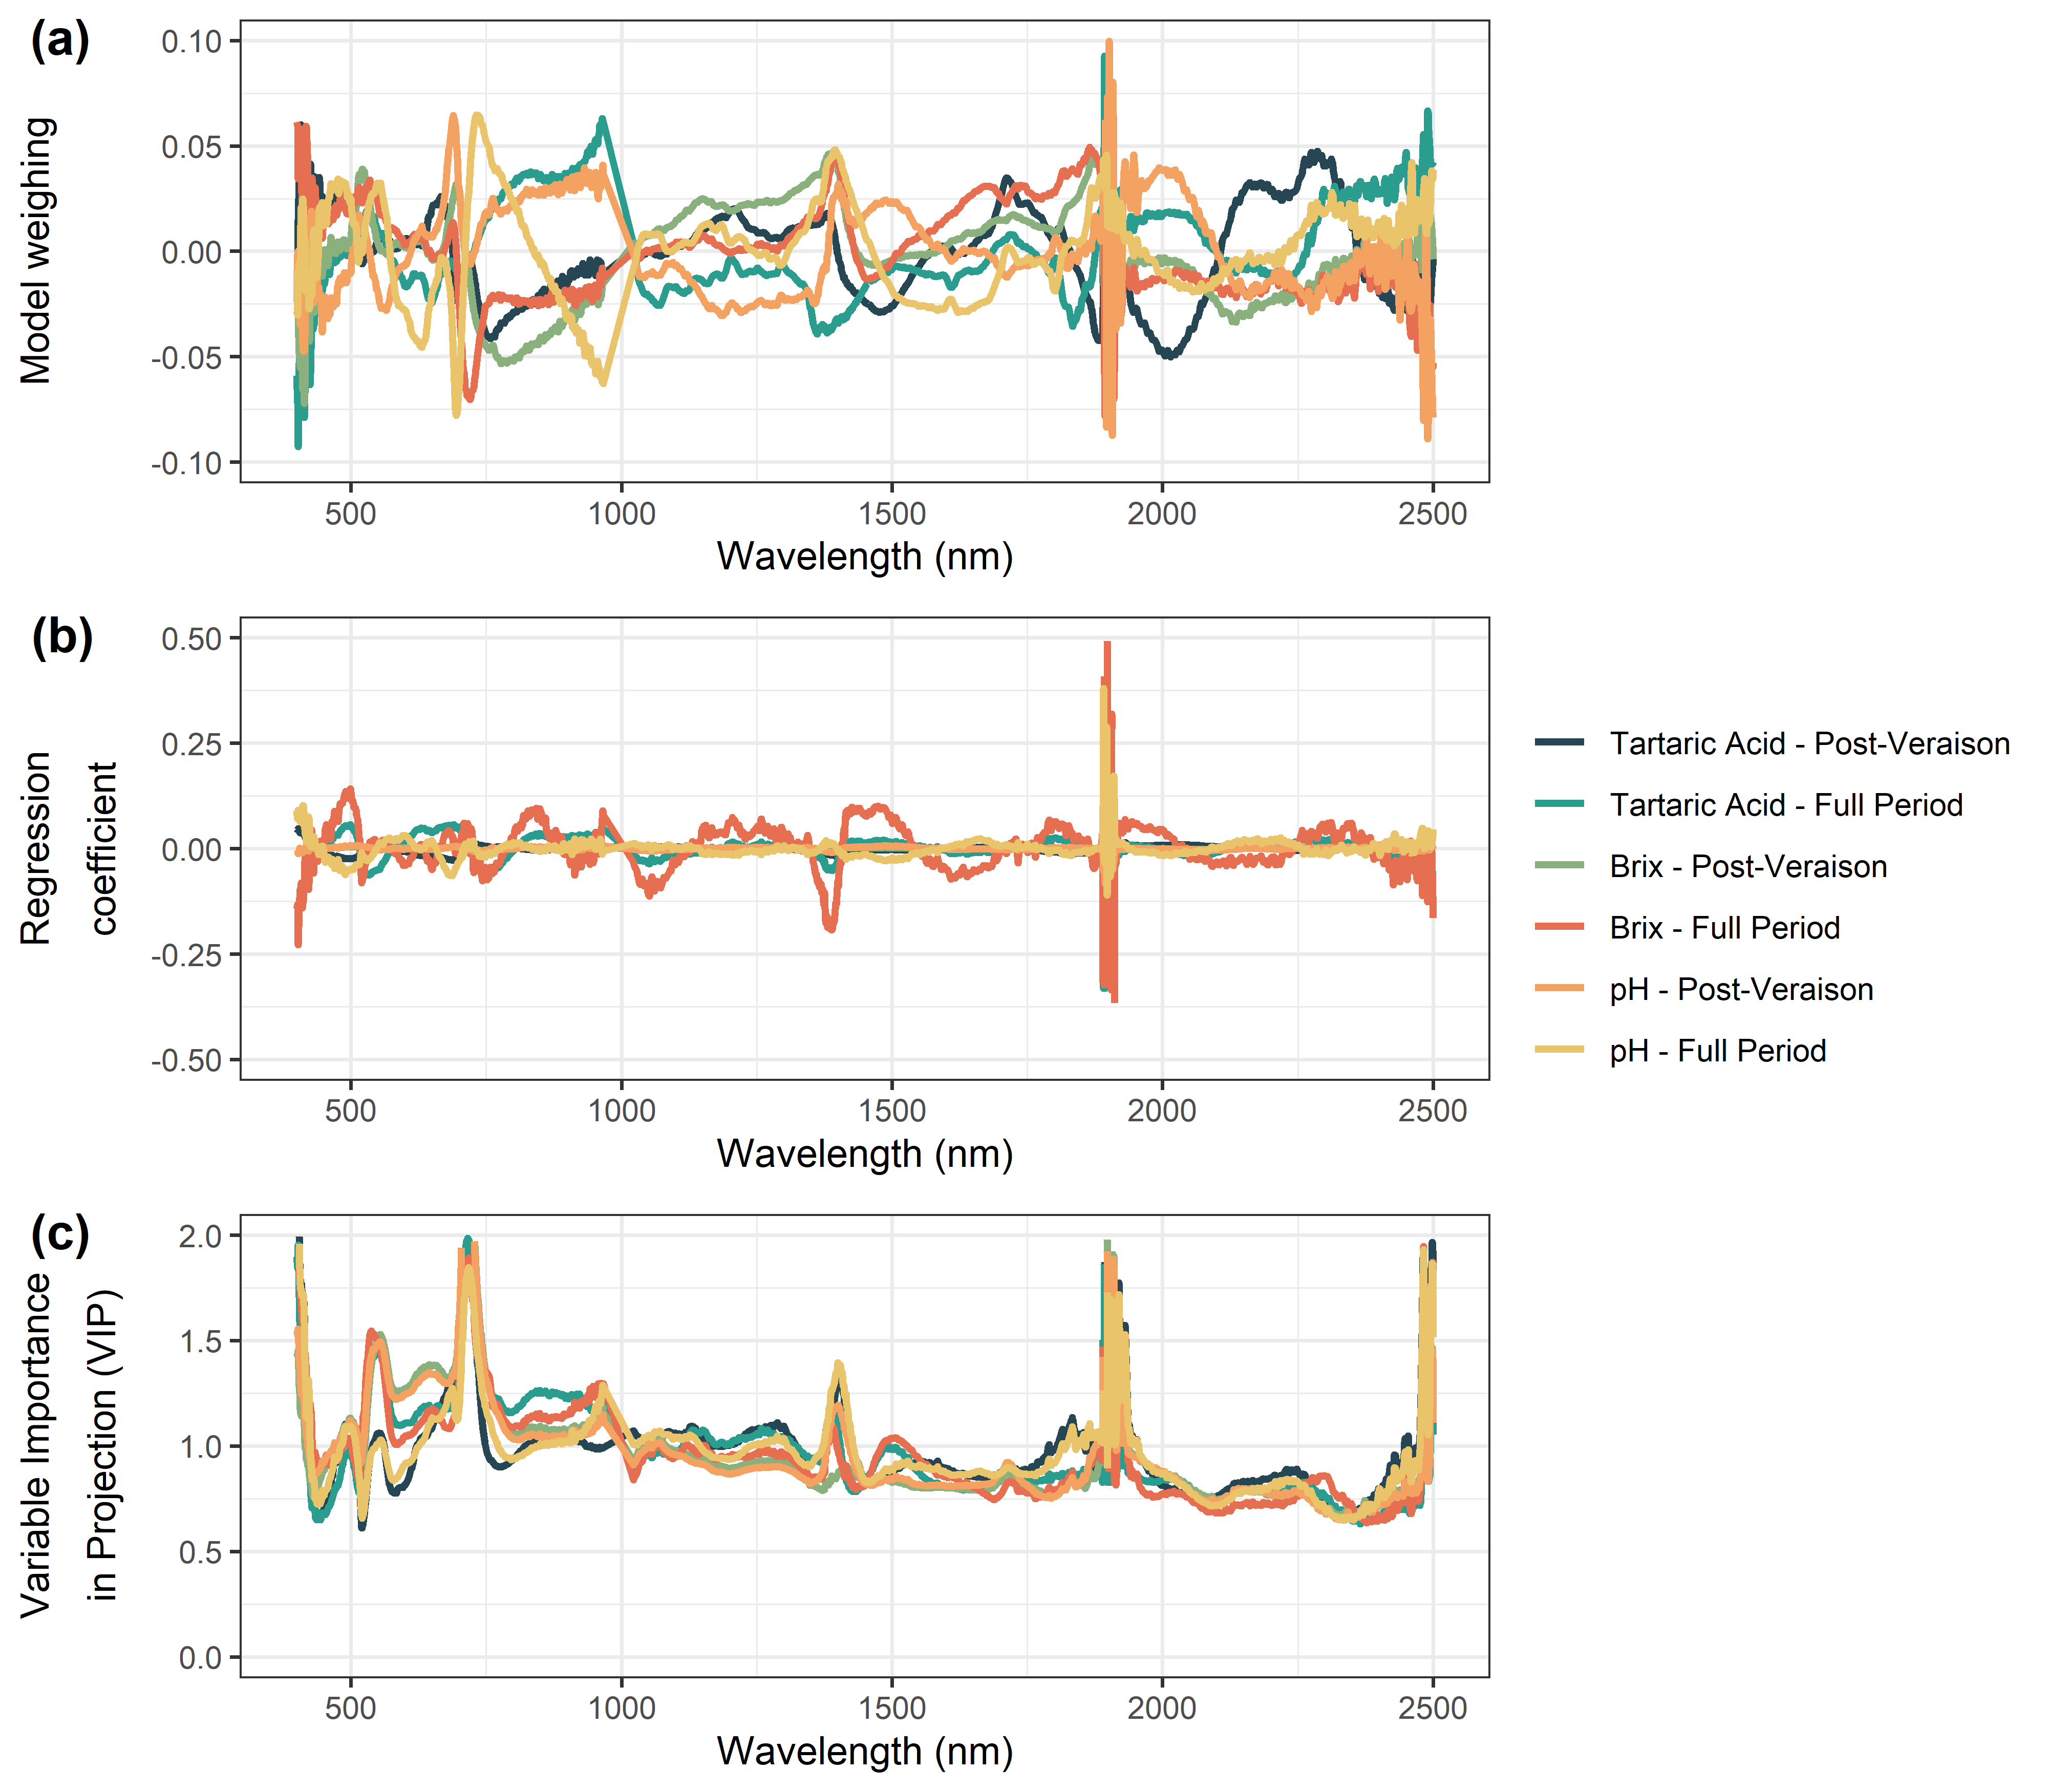 (a)
Model weighing
0.10
0.05
0.00
-0.05
-0.10
500 1000 1500 2000 2500
Wavelength (nm)
(b)
Regression
coefficient
0.50
0.25
0.00
-0.25
-0.50
500 1000 1500 2000 2500
Wavelength (nm)
Tartaric Acid - Post-Veraison
Tartaric Acid - Full Period
Brix - Post-Veraison
Brix - Full Period
pH - Post-Veraison
pH - Full Period
(c)
Variable Importance
in Projection (VIP)
2.0
1.5
1.0
0.5
0.0
500 1000 1500 2000 2500
Wavelength (nm)